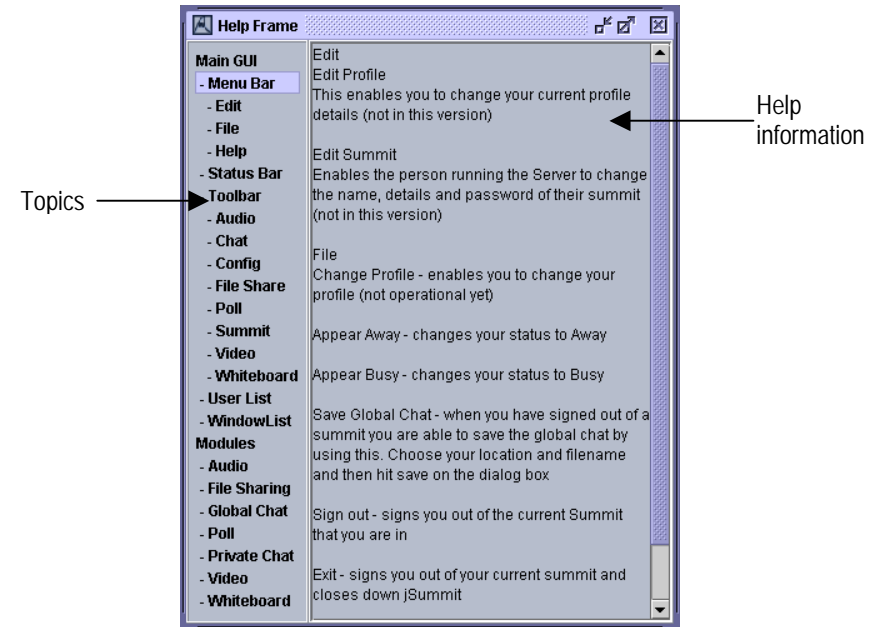 Help Frame
Main GUI
- Menu Bar
- Edit
- File
- Help
- Status Bar
Toolbar
- Audio
- Chat
- Config
- File Share
- Poll
- Summit
- Video
- Whiteboard
- User List
- WindowList
Modules
- Audio
- File Sharing
- Global Chat
- Poll
- Private Chat
- Video
- Whiteboard
Edit
Edit Profile
This enables you to change your current profile
details (not in this version)
Edit Summit
Enables the person running the Server to change
the name, details and password of their summit
(not in this version)
File
Change Profile - enables you to change your
profile (not operational yet)
Appear Away - changes your status to Away
Appear Busy - changes your status to Busy
Save Global Chat - when you have signed out of a
summit you are able to save the global chat by
using this. Choose your location and filename
and then hit save on the dialog box
Sign out - signs you out of the current Summit
that you are in
Exit - signs you out of your current summit and
closes down jSummit
Topics
Help
information